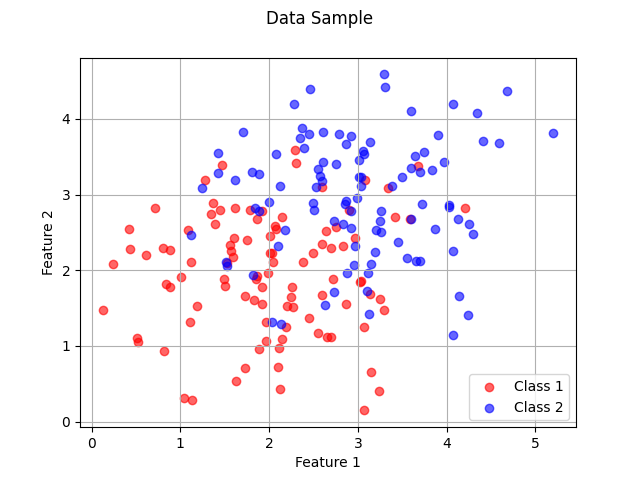 Data Sample
4
3
2
1
0
Feature 2
0 1 2 3 4 5
Feature 1
Class 1
Class 2